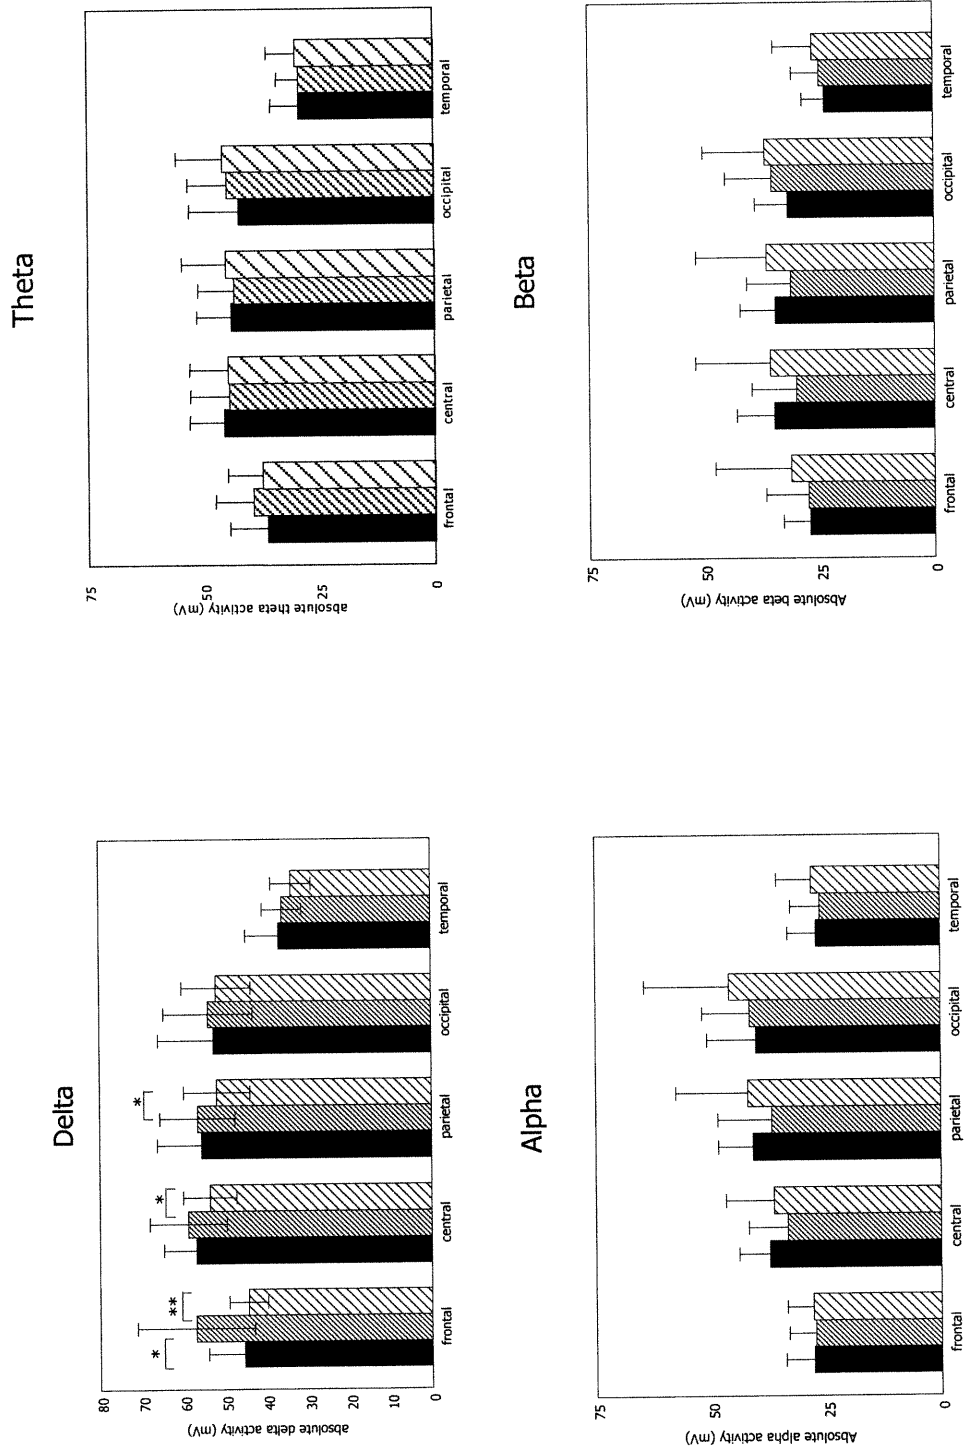 Delta
absolute delta activity (mV)
80
70
60
50
40
30
20
10
0
*
**
*
*
frontal
central
parietal
occipital
temporal
Theta
absolute theta activity (mV)
75
50
25
0
frontal
central
parietal
occipital
temporal
Alpha
Absolute alpha activity (mV)
75
50
25
0
frontal
central
parietal
occipital
temporal
Beta
Absolute beta activity (mV)
75
50
25
0
frontal
central
parietal
occipital
temporal